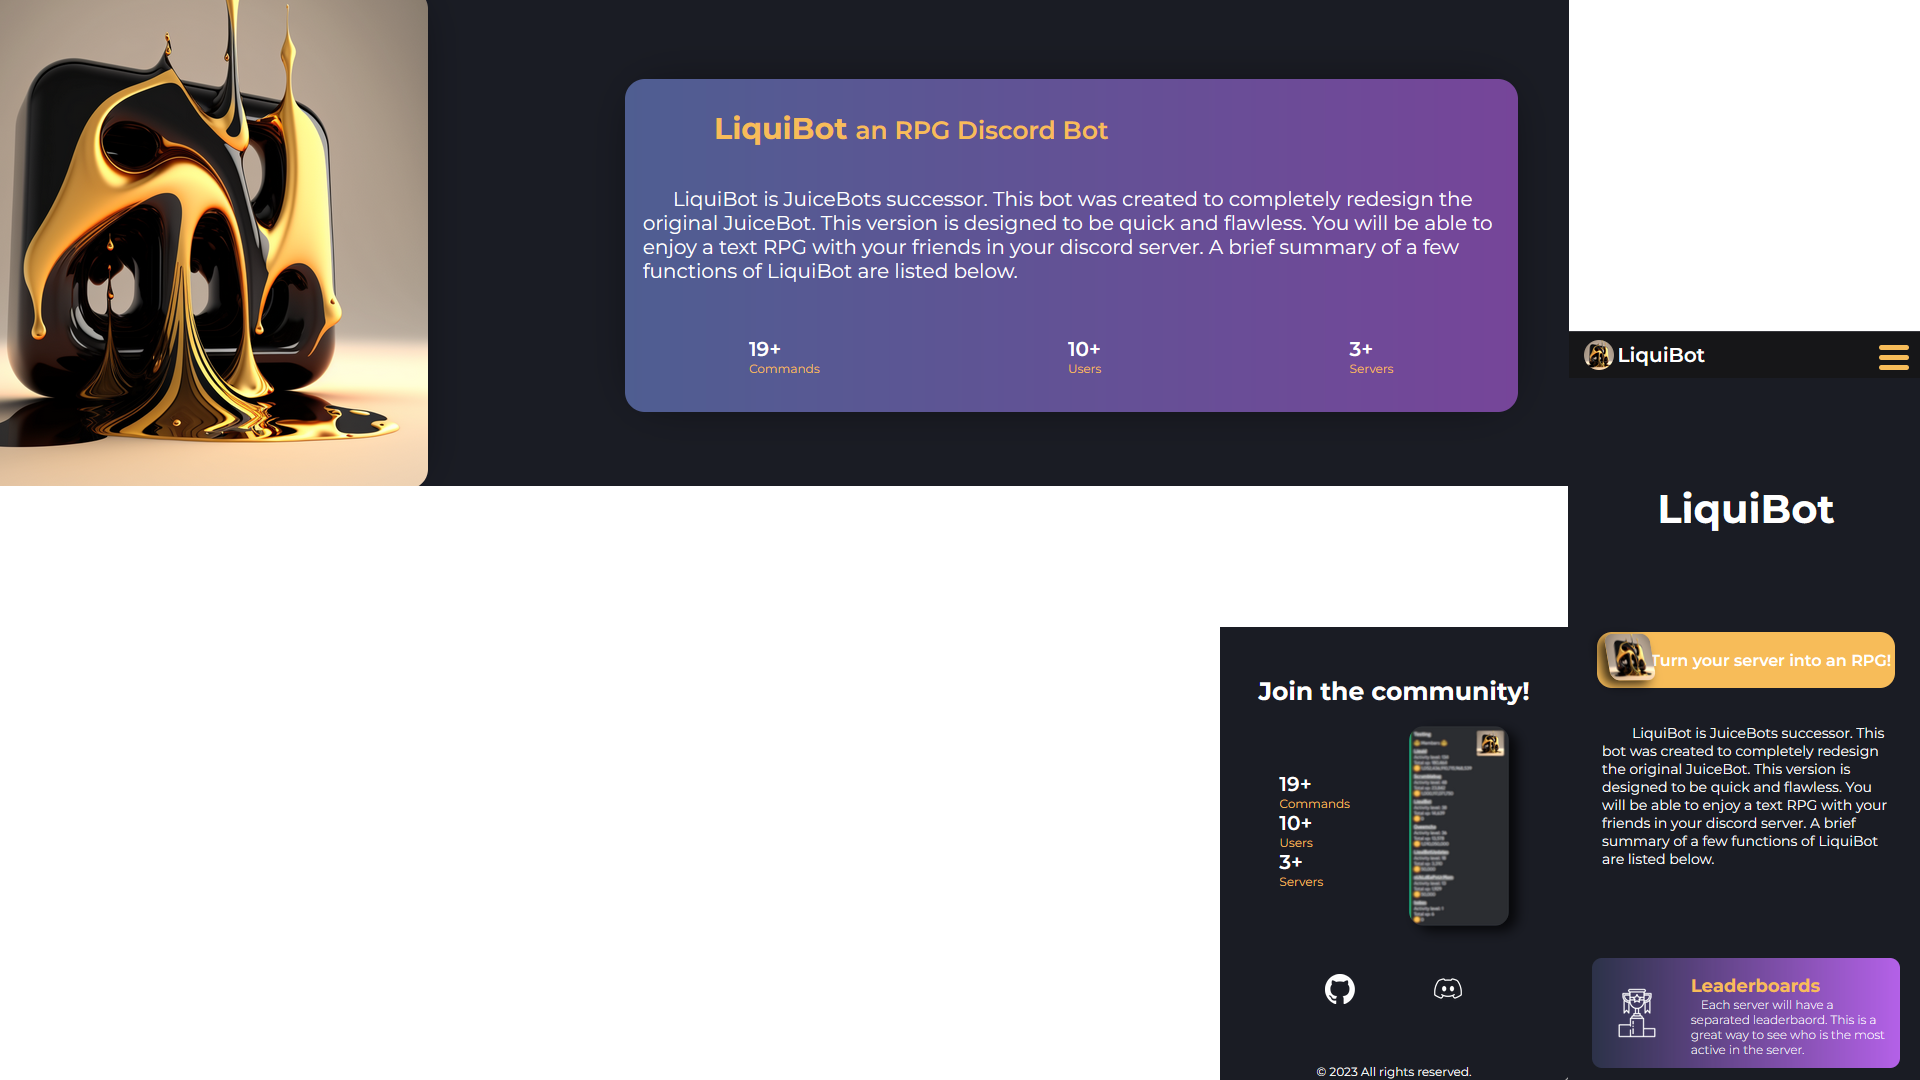 LiquiBot an RPG Discord Bot
LiquiBot is JuiceBots successor. This bot was created to completely redesign the
original JuiceBot. This version is designed to be quick and flawless. You will be able to
enjoy a text RPG with your friends in your discord server. A brief summary of a few
functions of LiquiBot are listed below.
19+
Commands
10+
Users
3+
Servers
LiquiBot
LiquiBot
Turn your server into an RPG!
LiquiBot is JuiceBots successor. This
bot was created to completely redesign
the original JuiceBot. This version is
designed to be quick and flawless. You
will be able to enjoy a text RPG with your
friends in your discord server. A brief
summary of a few functions of LiquiBot
are listed below.
Leaderboards
Each server will have a
separated leaderbaord. This is a
great way to see who is the most
active in the server.
Join the community!
19+
Commands
10+
Users
3+
Servers
© 2023 All rights reserved.